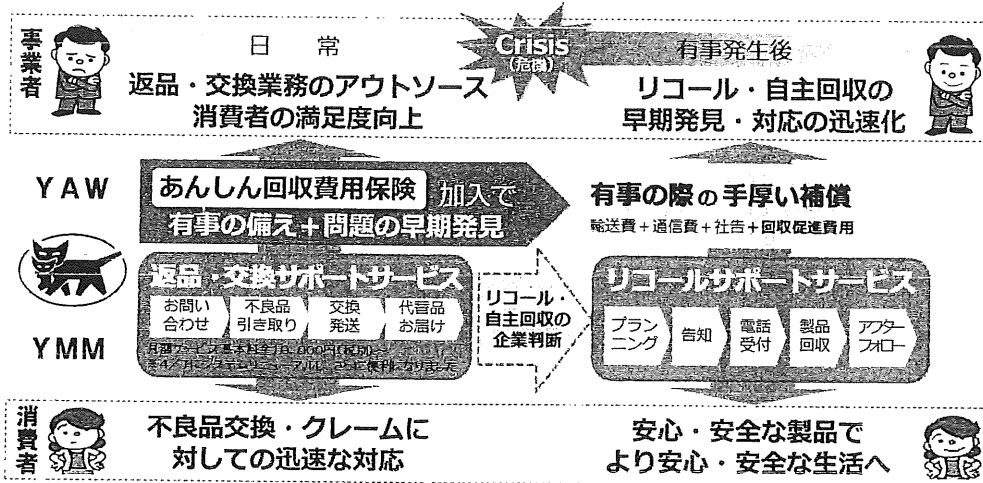 事業者
日 常
Crisis
(危機)
有事発生後
返品・交換業務のアウトソース
消費者の満足度向上
リコール・自主回収の
早期発見・対応の迅速化
YAW
あんしん回収費用保険 加入で
有事の備え+問題の早期発見
有事の際の手厚い補償
輸送費+通信費+社告+回収促進費用
YMM
返品・交換サポートサービス
お問い
合わせ
不良品
引き取り
交換
発送
代替品
お届け
リコール・
自主回収の
企業判断
リコールサポートサービス
プラン
ニング
告知
電話
受付
製品
回収
アフター
フォロー
消費者
不良品交換・クレームに
対しての迅速な対応
安心・安全な製品で
より安心・安全な生活へ